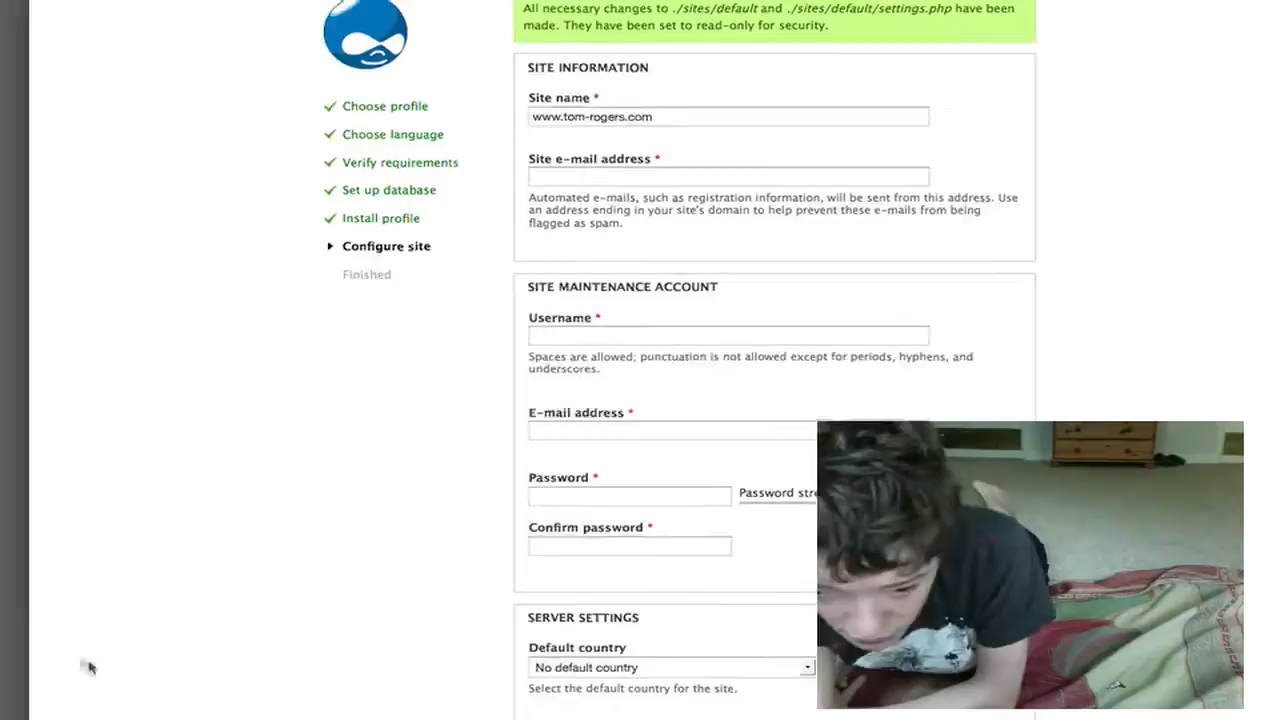 All necessary changes to ./sites/default and ./sites/default/settings.php have been
made. They have been set to read-only for security.
Choose profile
Choose language
Verify requirements
Set up database
Install profile
Configure site
Finished
SITE INFORMATION
Site name *
www.tom-rogers.com
Site e-mail address *
Automated e-mails, such as registration information, will be sent from this address. Use
an address ending in your site's domain to help prevent these e-mails from being
flagged as spam.
SITE MAINTENANCE ACCOUNT
Username *
Spaces are allowed; punctuation is not allowed except for periods, hyphens, and
underscores.
E-mail address *
Password *
Password stre
Confirm password *
SERVER SETTINGS
Default country
No default country
Select the default country for the site.